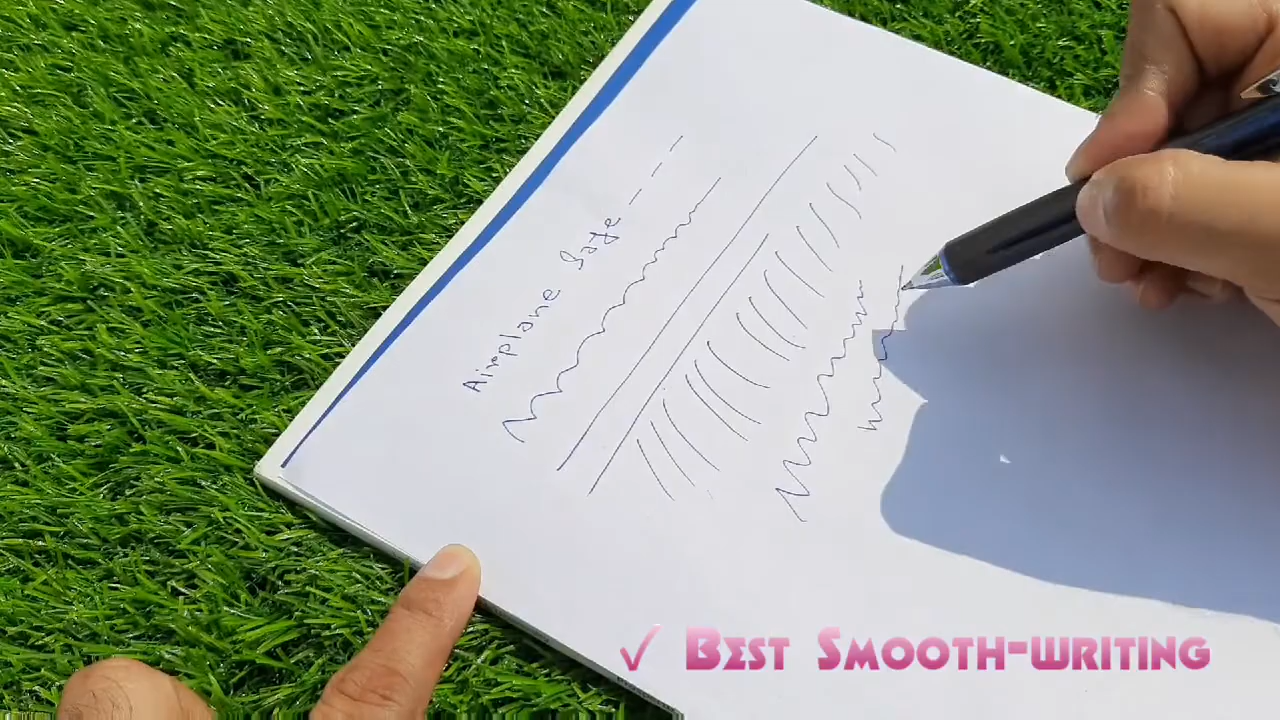 Airplane Safe ----
✓ Best Smooth-writing